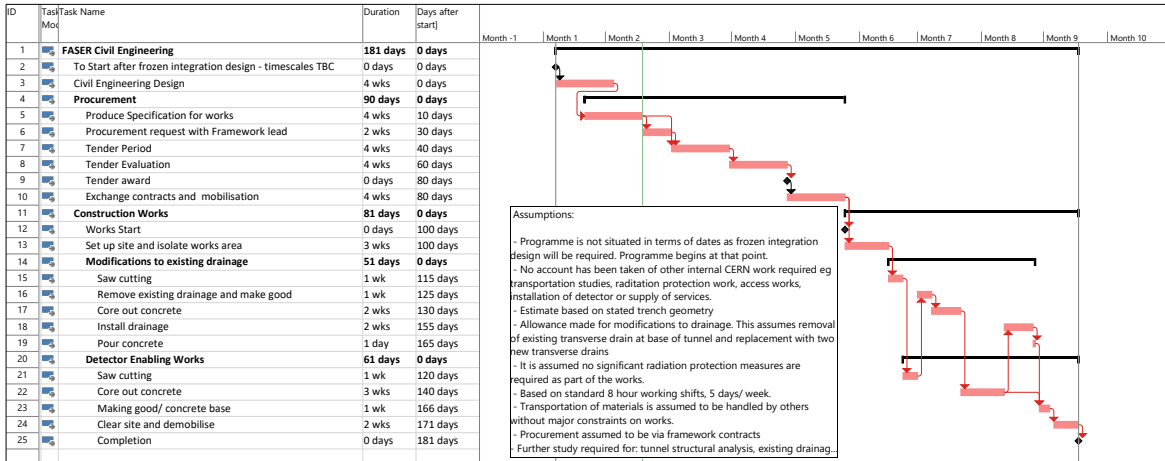 ID Task Mod Task Name Duration Days after start]
Month -1 Month 1 Month 2 Month 3 Month 4 Month 5 Month 6 Month 7 Month 8 Month 9 Month 10
1 FASER Civil Engineering 181 days 0 days
2 To Start after frozen integration design - timescales TBC 0 days 0 days
3 Civil Engineering Design 4 wks 0 days
4 Procurement 90 days 0 days
5 Produce Specification for works 4 wks 10 days
6 Procurement request with Framework lead 2 wks 30 days
7 Tender Period 4 wks 40 days
8 Tender Evaluation 4 wks 60 days
9 Tender award 0 days 80 days
10 Exchange contracts and mobilisation 4 wks 80 days
11 Construction Works 81 days 0 days
12 Works Start 0 days 100 days
13 Set up site and isolate works area 3 wks 100 days
14 Modifications to existing drainage 51 days 0 days
15 Saw cutting 1 wk 115 days
16 Remove existing drainage and make good 1 wk 125 days
17 Core out concrete 2 wks 130 days
18 Install drainage 2 wks 155 days
19 Pour concrete 1 day 165 days
20 Detector Enabling Works 61 days 0 days
21 Saw cutting 1 wk 120 days
22 Core out concrete 3 wks 140 days
23 Making good/ concrete base 1 wk 166 days
24 Clear site and demobilise 2 wks 171 days
25 Completion 0 days 181 days
Assumptions:
- Programme is not situated in terms of dates as frozen integration
design will be required. Programme begins at that point.
- No account has been taken of other internal CERN work required eg
transportation studies, raditation protection work, access works,
installation of detector or supply of services.
- Estimate based on stated trench geometry
- Allowance made for modifications to drainage. This assumes removal
of existing transverse drain at base of tunnel and replacement with two
new transverse drains
- It is assumed no significant radiation protection measures are
required as part of the works.
- Based on standard 8 hour working shifts, 5 days/ week.
- Transportation of materials is assumed to be handled by others
without major constraints on works.
- Procurement assumed to be via framework contracts
- Further study required for: tunnel structural analysis, existing drainag...